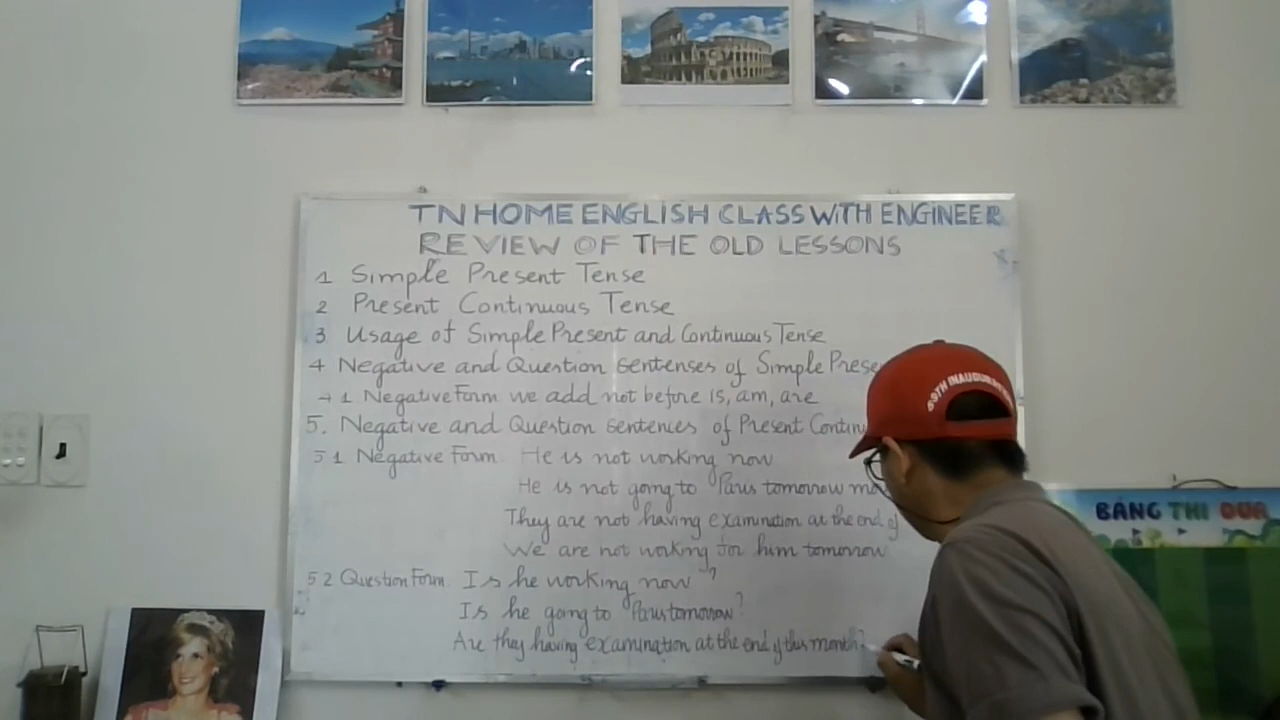 TN HOME ENGLISH CLASS WITH ENGINEER
REVIEW OF THE OLD LESSONS
1 Simple Present Tense
2 Present Continuous Tense
3 Usage of Simple Present and Continuous Tense
4 Negative and Question sentenses of Simple Prese
4 1 Negative Form we add not before is, am, are
5. Negative and Question sentences of Present Contin
5 1 Negative Form He is not working now
He is not going to Paris tomorrow mo
They are not having examination at the end of
We are not working for him tomorrow
5 2 Question Form. Is he working now ?
Is he going to Paris tomorrow?
Are they having examination at the end of this month?
BẢNG THI ĐUA